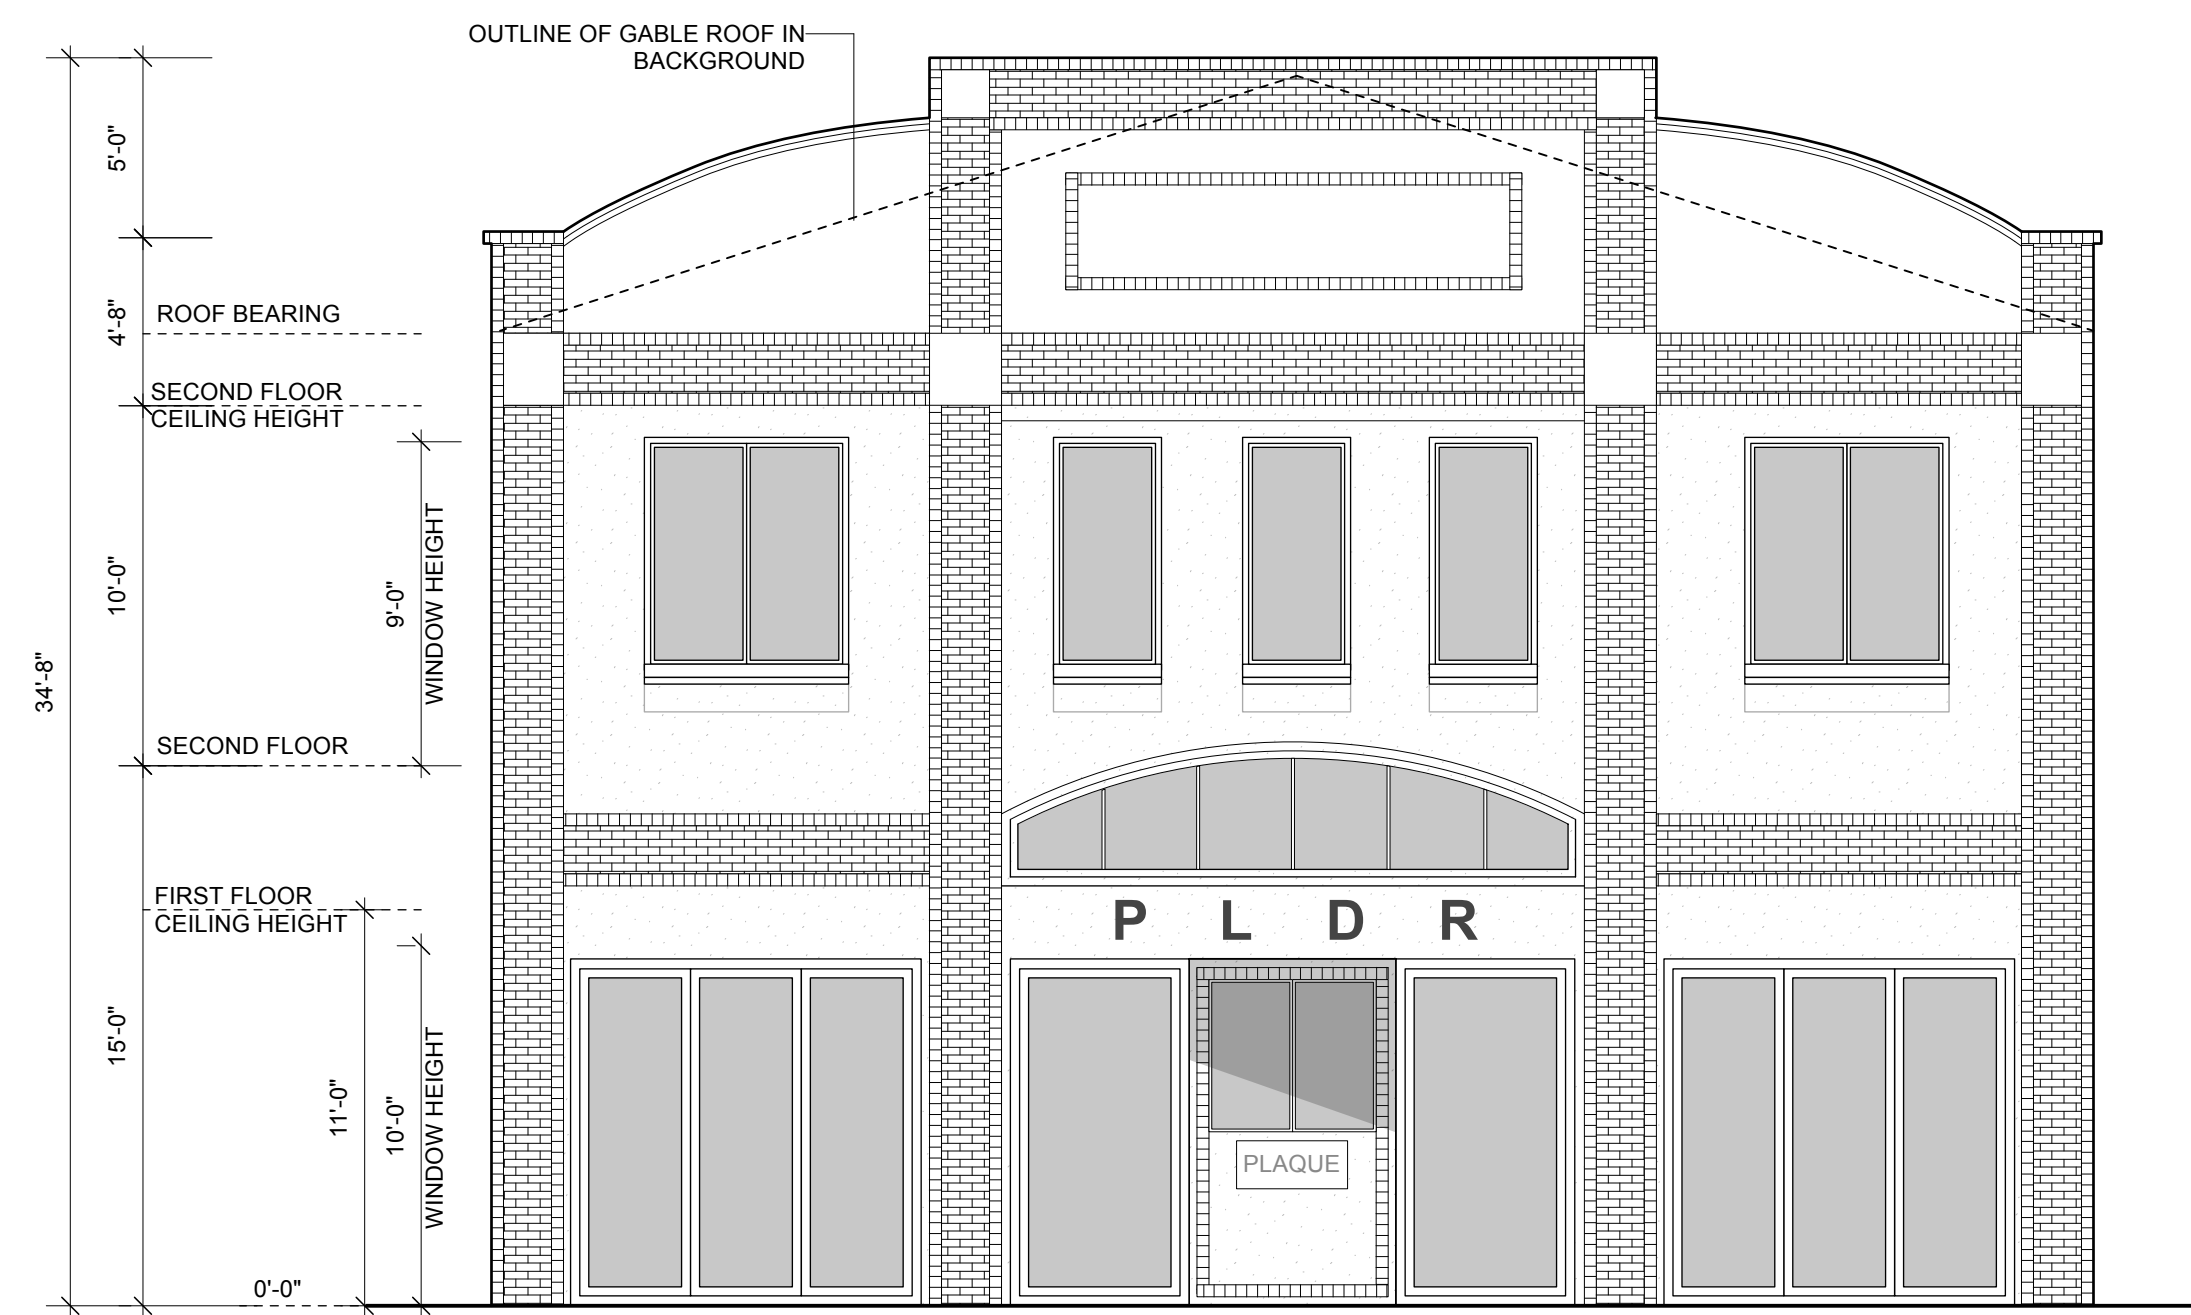 OUTLINE OF GABLE ROOF IN
BACKGROUND
5'-0"
ROOF BEARING
4'-8"
SECOND FLOOR
CEILING HEIGHT
10'-0"
9'-0"
WINDOW HEIGHT
34'-8"
SECOND FLOOR
FIRST FLOOR
CEILING HEIGHT
P L D R
15'-0"
11'-0"
10'-0"
WINDOW HEIGHT
PLAQUE
0'-0"